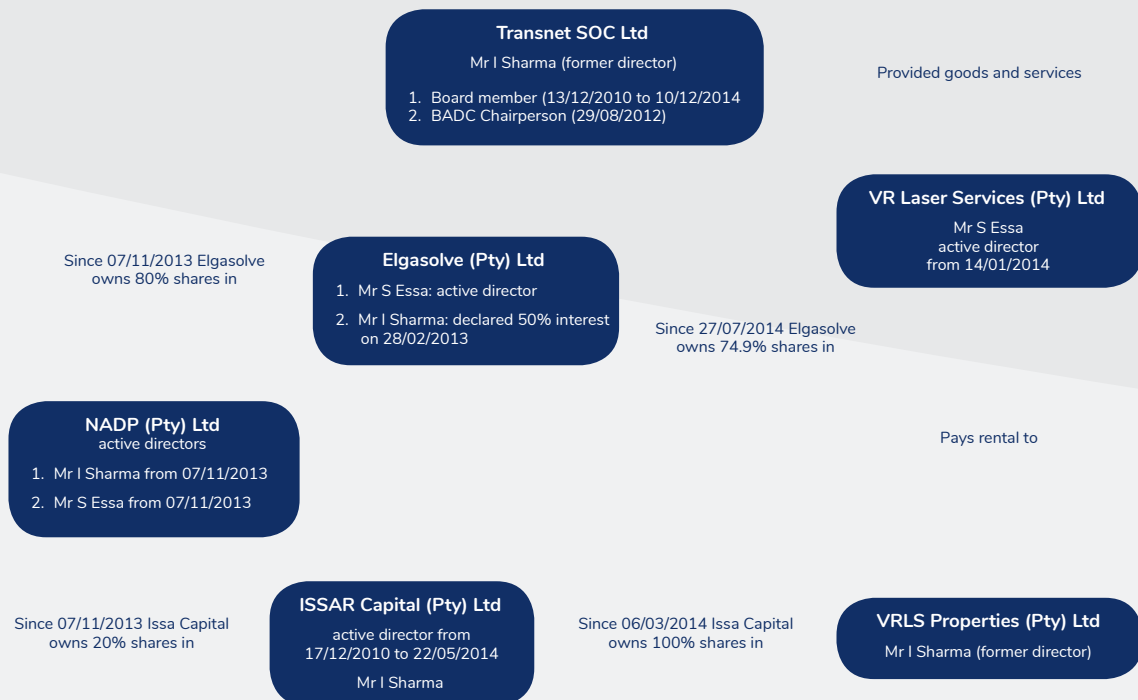 Transnet SOC Ltd
Mr I Sharma (former director)
1. Board member (13/12/2010 to 10/12/2014
2. BADC Chairperson (29/08/2012)
Provided goods and services
VR Laser Services (Pty) Ltd
Mr S Essa
active director
from 14/01/2014
Since 07/11/2013 Elgasolve
owns 80% shares in
Elgasolve (Pty) Ltd
1. Mr S Essa: active director
2. Mr I Sharma: declared 50% interest
on 28/02/2013
Since 27/07/2014 Elgasolve
owns 74.9% shares in
NADP (Pty) Ltd
active directors
1. Mr I Sharma from 07/11/2013
2. Mr S Essa from 07/11/2013
Pays rental to
Since 07/11/2013 Issa Capital
owns 20% shares in
ISSAR Capital (Pty) Ltd
active director from
17/12/2010 to 22/05/2014
Mr I Sharma
Since 06/03/2014 Issa Capital
owns 100% shares in
VRLS Properties (Pty) Ltd
Mr I Sharma (former director)